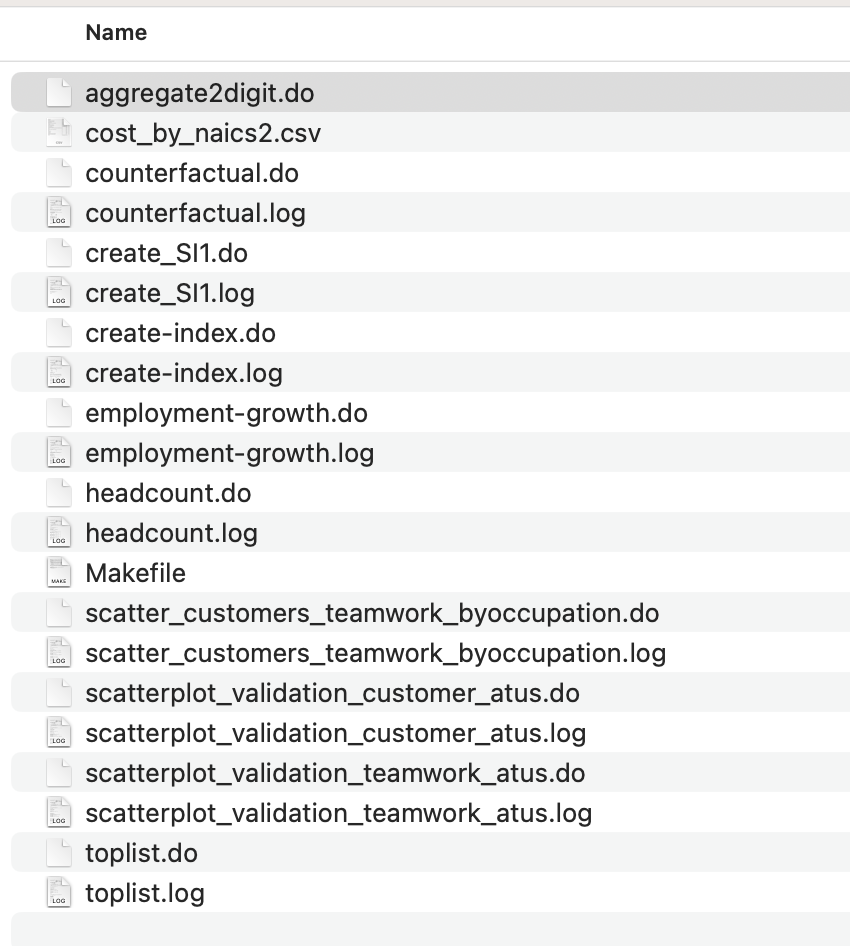 Name
aggregate2digit.do
cost_by_naics2.csv
counterfactual.do
LOG counterfactual.log
create_SI1.do
LOG create_SI1.log
create-index.do
LOG create-index.log
employment-growth.do
LOG employment-growth.log
headcount.do
LOG headcount.log
MAKE Makefile
scatter_customers_teamwork_byoccupation.do
LOG scatter_customers_teamwork_byoccupation.log
scatterplot_validation_customer_atus.do
LOG scatterplot_validation_customer_atus.log
scatterplot_validation_teamwork_atus.do
LOG scatterplot_validation_teamwork_atus.log
toplist.do
LOG toplist.log